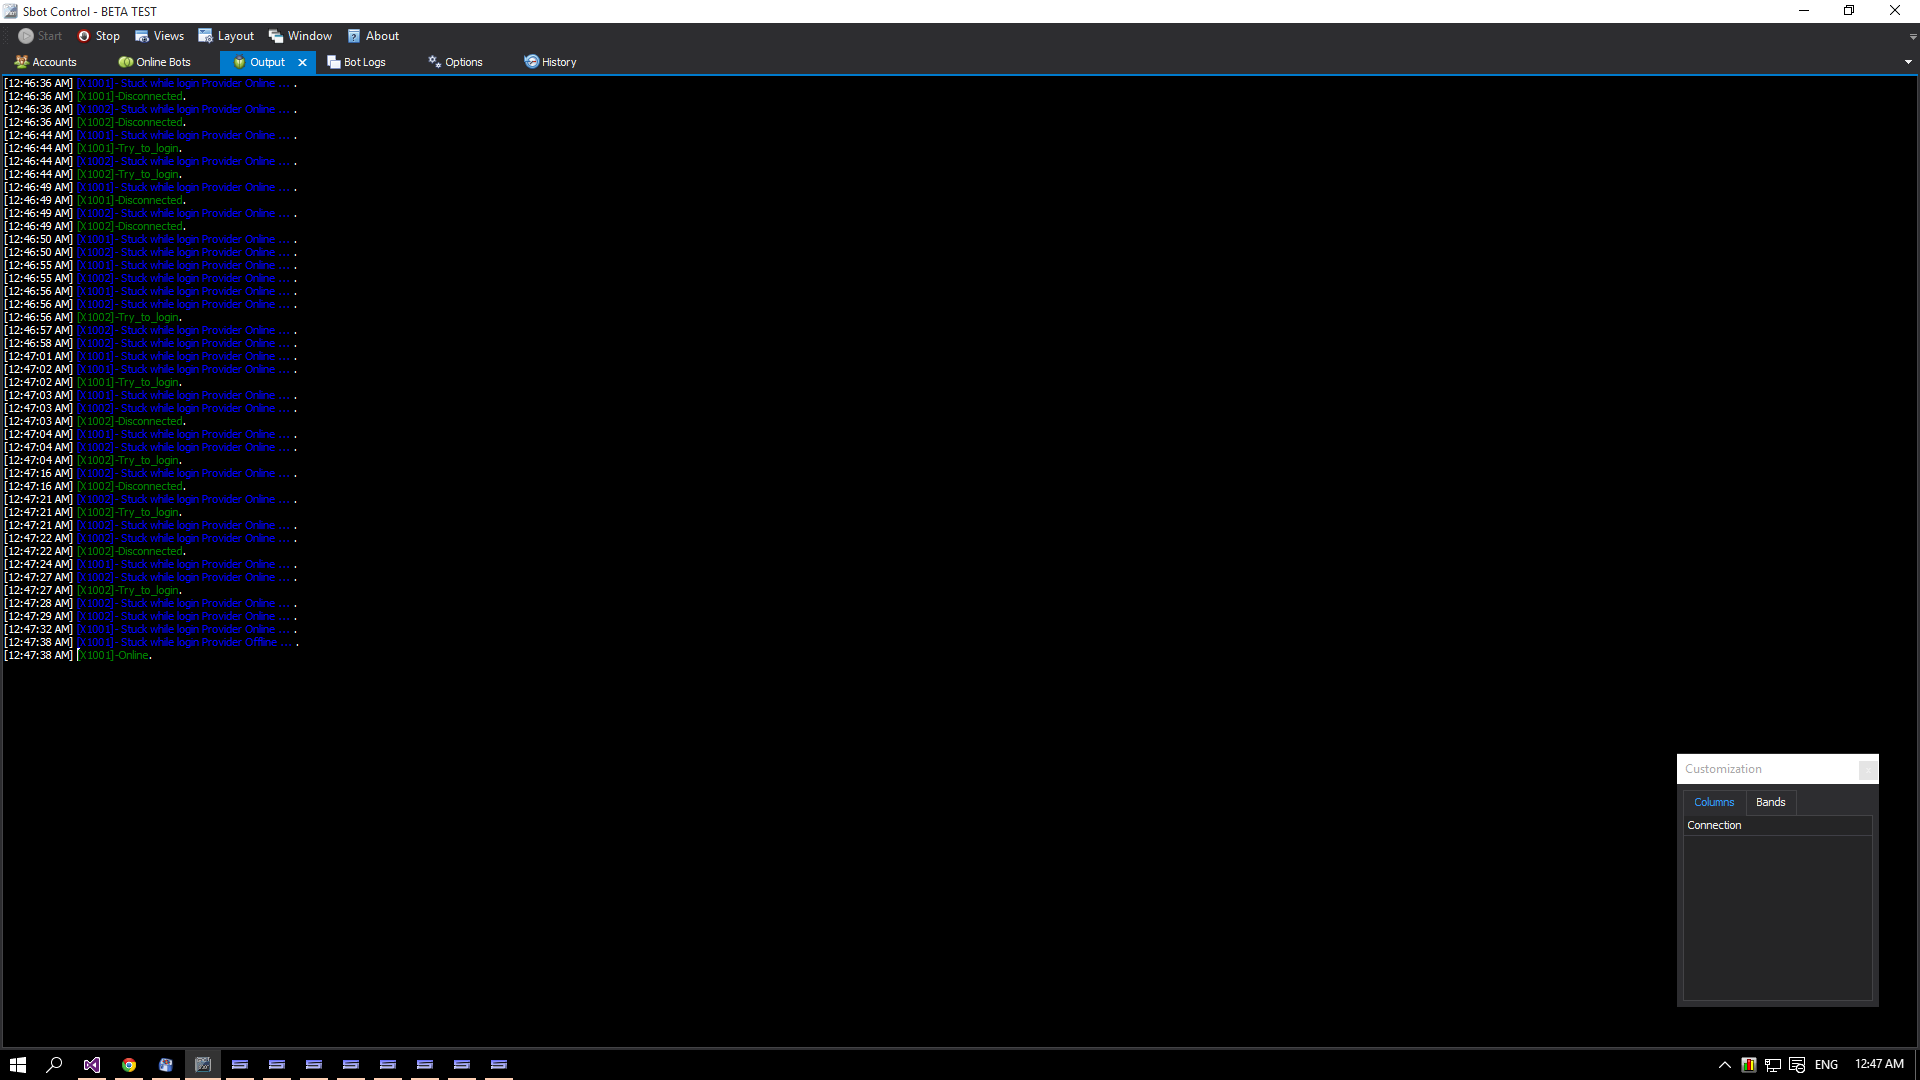 Sbot Control - BETA TEST
Start Stop Views Layout Window About
Accounts Online Bots Output Bot Logs Options History
[12:46:36 AM] [X1001]- Stuck while login Provider Online ... .
[12:46:36 AM] [X1001]-Disconnected.
[12:46:36 AM] [X1002]- Stuck while login Provider Online ... .
[12:46:36 AM] [X1002]-Disconnected.
[12:46:44 AM] [X1001]- Stuck while login Provider Online ... .
[12:46:44 AM] [X1001]-Try_to_login.
[12:46:44 AM] [X1002]- Stuck while login Provider Online ... .
[12:46:44 AM] [X1002]-Try_to_login.
[12:46:49 AM] [X1001]- Stuck while login Provider Online ... .
[12:46:49 AM] [X1001]-Disconnected.
[12:46:49 AM] [X1002]- Stuck while login Provider Online ... .
[12:46:49 AM] [X1002]-Disconnected.
[12:46:50 AM] [X1001]- Stuck while login Provider Online ... .
[12:46:50 AM] [X1002]- Stuck while login Provider Online ... .
[12:46:55 AM] [X1001]- Stuck while login Provider Online ... .
[12:46:55 AM] [X1002]- Stuck while login Provider Online ... .
[12:46:56 AM] [X1001]- Stuck while login Provider Online ... .
[12:46:56 AM] [X1002]- Stuck while login Provider Online ... .
[12:46:56 AM] [X1002]-Try_to_login.
[12:46:57 AM] [X1002]- Stuck while login Provider Online ... .
[12:46:58 AM] [X1002]- Stuck while login Provider Online ... .
[12:47:01 AM] [X1001]- Stuck while login Provider Online ... .
[12:47:02 AM] [X1001]- Stuck while login Provider Online ... .
[12:47:02 AM] [X1001]-Try_to_login.
[12:47:03 AM] [X1001]- Stuck while login Provider Online ... .
[12:47:03 AM] [X1002]- Stuck while login Provider Online ... .
[12:47:03 AM] [X1002]-Disconnected.
[12:47:04 AM] [X1001]- Stuck while login Provider Online ... .
[12:47:04 AM] [X1002]- Stuck while login Provider Online ... .
[12:47:04 AM] [X1002]-Try_to_login.
[12:47:16 AM] [X1002]- Stuck while login Provider Online ... .
[12:47:16 AM] [X1002]-Disconnected.
[12:47:21 AM] [X1002]- Stuck while login Provider Online ... .
[12:47:21 AM] [X1002]-Try_to_login.
[12:47:21 AM] [X1002]- Stuck while login Provider Online ... .
[12:47:22 AM] [X1002]- Stuck while login Provider Online ... .
[12:47:22 AM] [X1002]-Disconnected.
[12:47:24 AM] [X1001]- Stuck while login Provider Online ... .
[12:47:27 AM] [X1002]- Stuck while login Provider Online ... .
[12:47:27 AM] [X1002]-Try_to_login.
[12:47:28 AM] [X1002]- Stuck while login Provider Online ... .
[12:47:29 AM] [X1002]- Stuck while login Provider Online ... .
[12:47:32 AM] [X1001]- Stuck while login Provider Online ... .
[12:47:38 AM] [X1001]- Stuck while login Provider Offline ... .
[12:47:38 AM] [X1001]-Online.
Customization
Columns Bands
Connection
ENG 12:47 AM